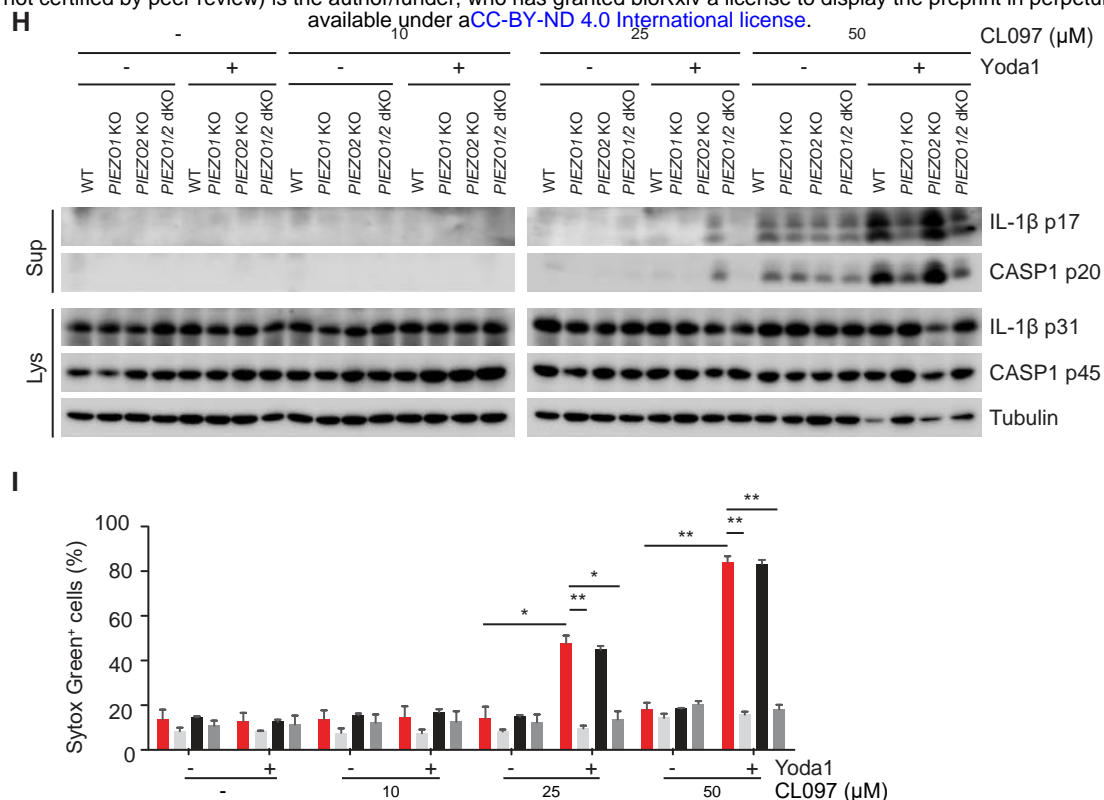 not certified by peer review) is the author/funder, who has granted bioRxiv a license to display the preprint in perpetu
available under aCC-BY-ND 4.0 International license.
H
- 10 25 50 CL097 (µM)
- + - + - + - + Yoda1
WT PIEZO1 KO PIEZO2 KO PIEZO1/2 dKO WT PIEZO1 KO PIEZO2 KO PIEZO1/2 dKO WT PIEZO1 KO PIEZO2 KO PIEZO1/2 dKO WT PIEZO1 KO PIEZO2 KO PIEZO1/2 dKO WT PIEZO1 KO PIEZO2 KO PIEZO1/2 dKO WT PIEZO1 KO PIEZO2 KO PIEZO1/2 dKO WT PIEZO1 KO PIEZO2 KO PIEZO1/2 dKO WT PIEZO1 KO PIEZO2 KO PIEZO1/2 dKO
Sup
IL-1β p17
CASP1 p20
Lys
IL-1β p31
CASP1 p45
Tubulin
I
Sytox Green+ cells (%)
100
80
60
40
20
0
* ** * ** ** **
- + - + - + - + Yoda1
- 10 25 50 CL097 (µM)